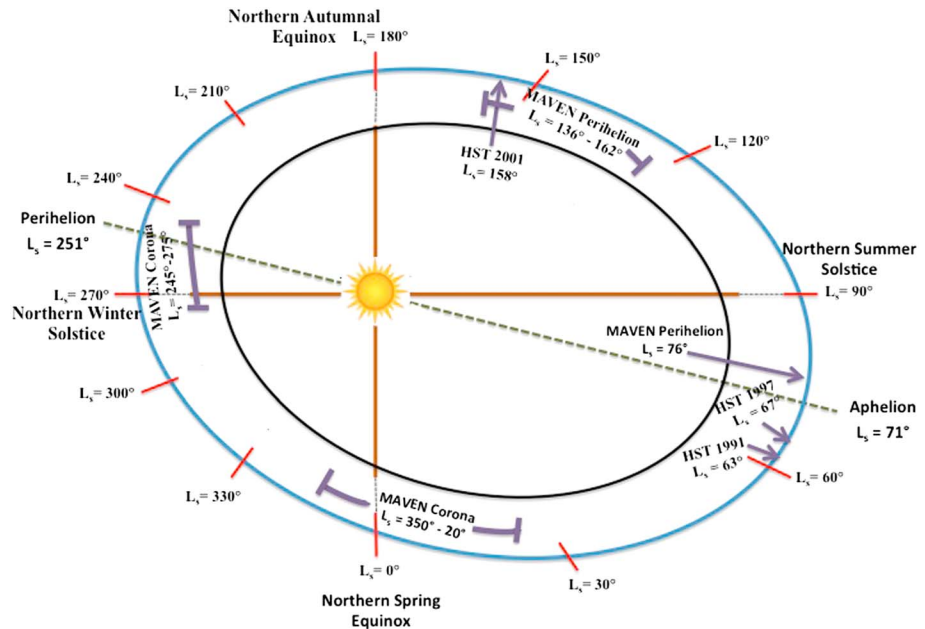 Northern Autumnal
Equinox
Lₛ= 180°
Lₛ= 150°
Lₛ= 210°
MAVEN Perihelion
Lₛ = 136°- 162°
Lₛ= 120°
HST 2001
Lₛ= 158°
Lₛ= 240°
Perihelion
Lₛ = 251°
MAVEN Corona
Lₛ = 245°-275°
Northern Summer
Solstice
Lₛ= 90°
Lₛ= 270°
Northern Winter
Solstice
MAVEN Perihelion
Lₛ = 76°
HST 1997
Lₛ = 67°
Aphelion
Lₛ = 71°
Lₛ= 300°
HST 1991
Lₛ= 63°
Lₛ= 60°
Lₛ= 330°
MAVEN Corona
Lₛ = 350° - 20°
Lₛ= 0°
Lₛ= 30°
Northern Spring
Equinox